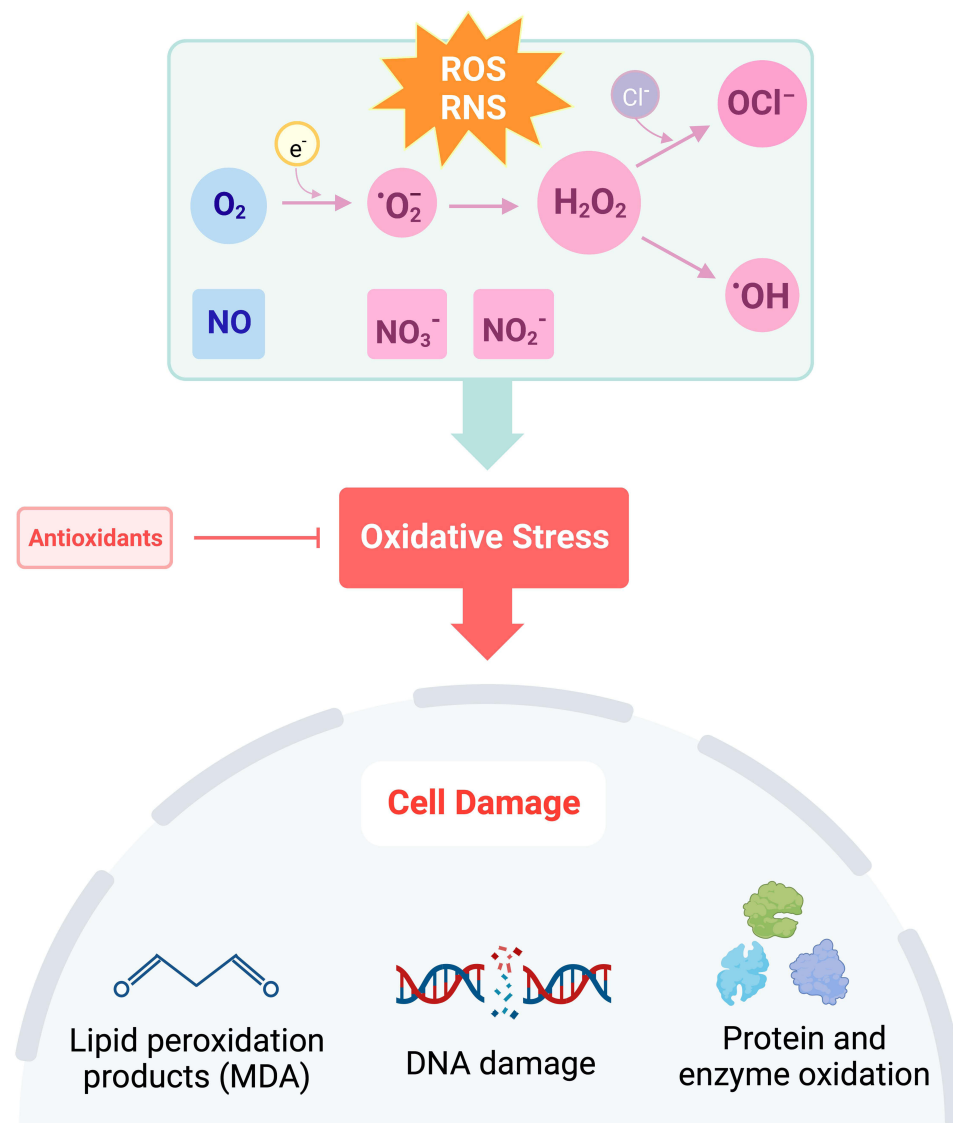 ROS
RNS
Cl⁻
OCl⁻
e⁻
O₂
•O₂⁻
H₂O₂
•OH
NO
NO₃⁻
NO₂⁻
Antioxidants
Oxidative Stress
Cell Damage
O
O
Lipid peroxidation
products (MDA)
DNA damage
Protein and
enzyme oxidation